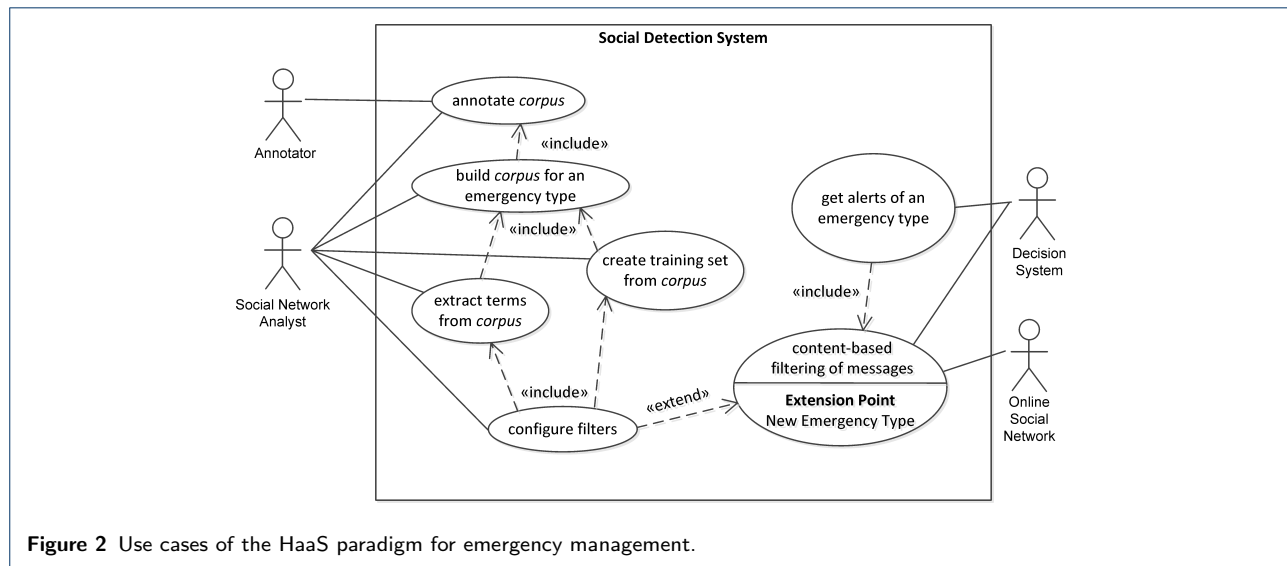 Social Detection System
Annotator
annotate corpus
«include»
build corpus for an
emergency type
«include»
Social Network
Analyst
create training set
from corpus
extract terms
from corpus
«include»
configure filters
«extend»
get alerts of an
emergency type
«include»
content-based
filtering of messages
Extension Point
New Emergency Type
Decision
System
Online
Social
Network
Figure 2 Use cases of the HaaS paradigm for emergency management.